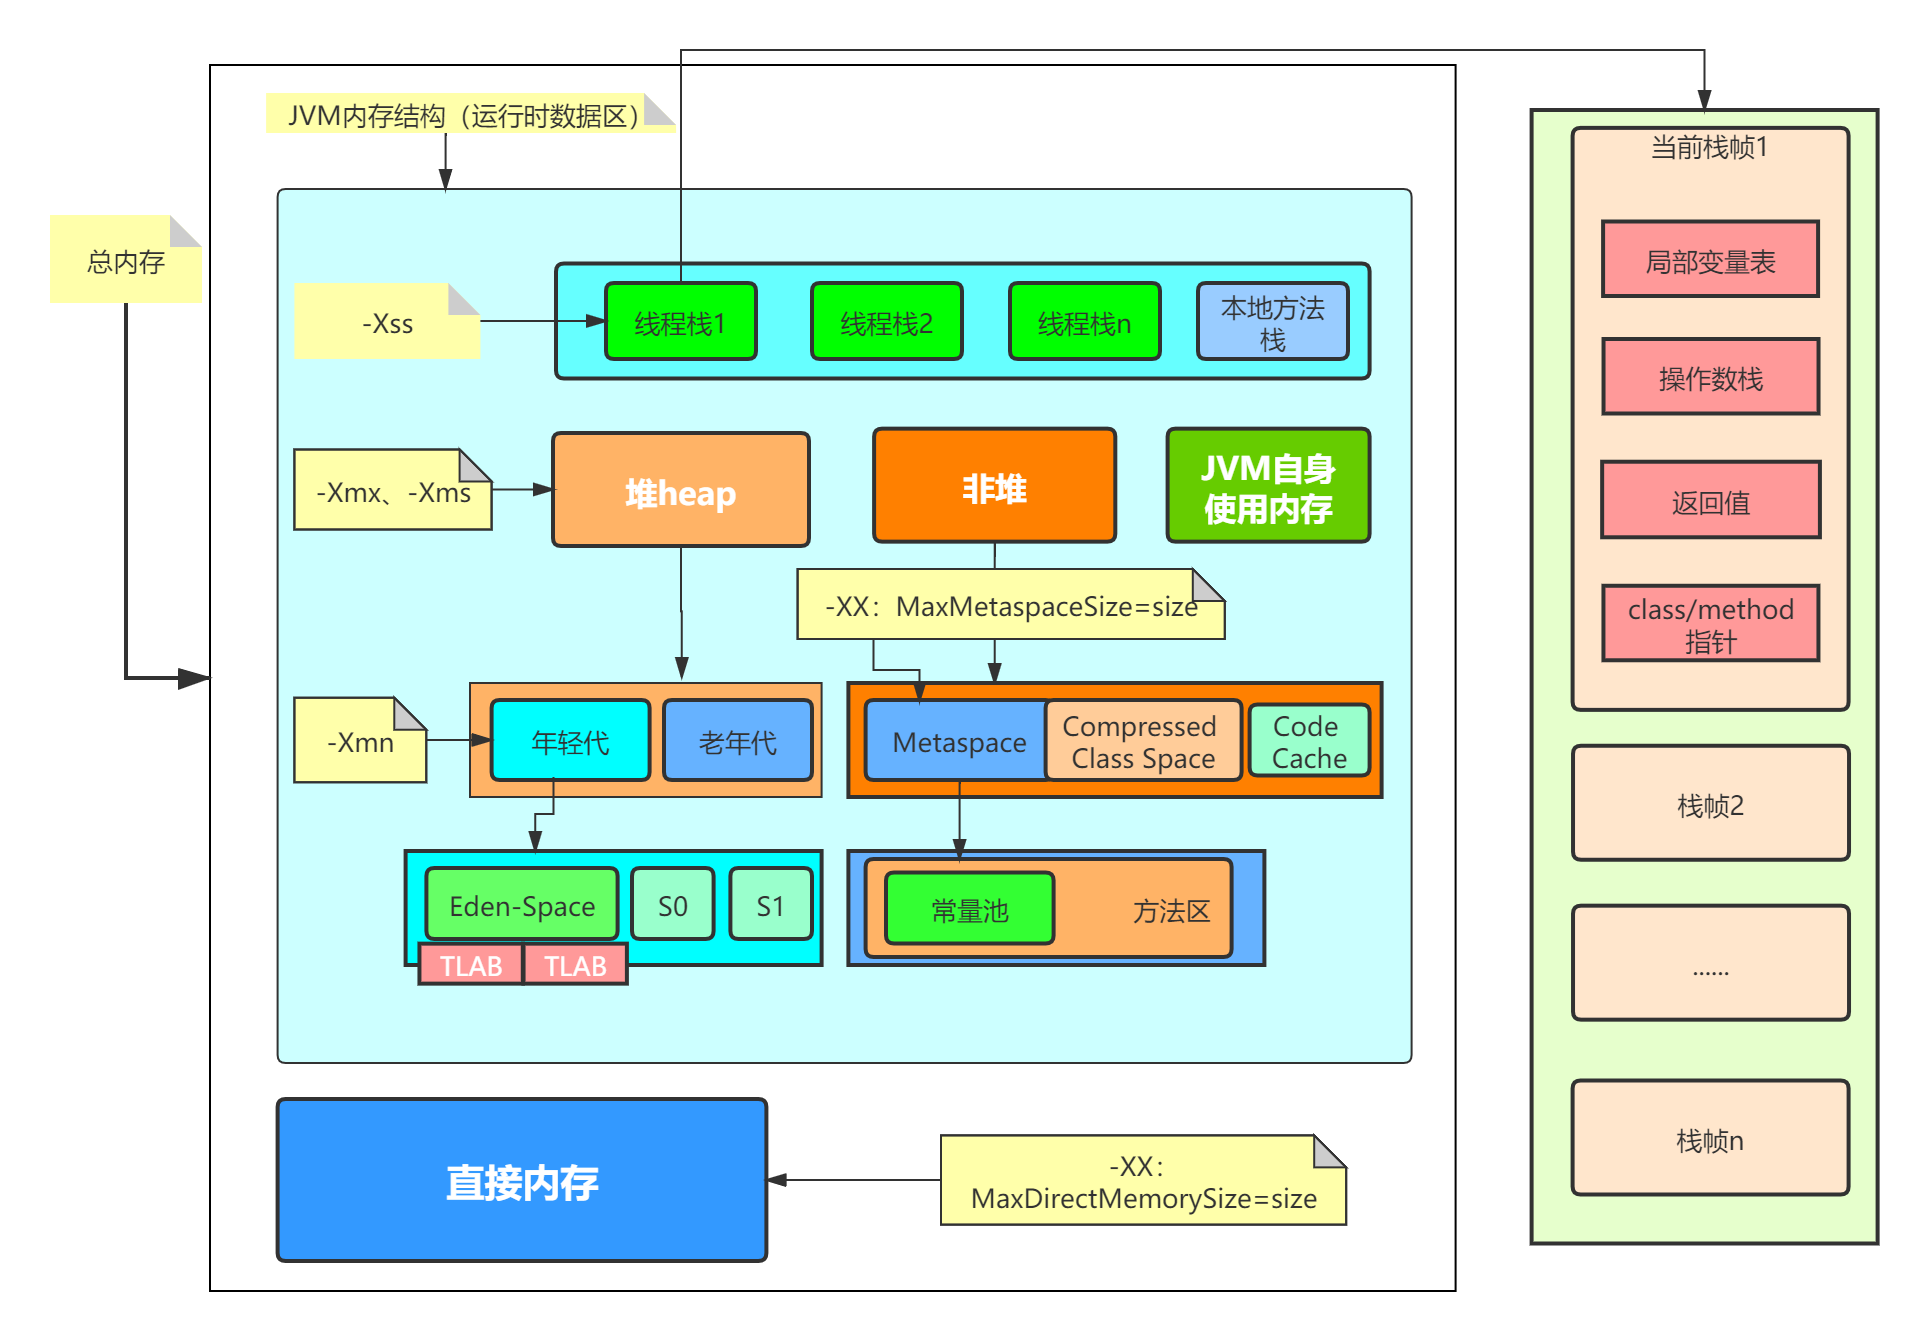 JVM内存结构（运行时数据区）
总内存
-Xss
线程栈1
线程栈2
线程栈n
本地方法
栈
-Xmx、-Xms
堆heap
非堆
JVM自身
使用内存
-XX：MaxMetaspaceSize=size
-Xmn
年轻代
老年代
Metaspace
Compressed
Class Space
Code
Cache
Eden-Space
S0
S1
TLAB
TLAB
常量池
方法区
直接内存
-XX：
MaxDirectMemorySize=size
当前栈帧1
局部变量表
操作数栈
返回值
class/method
指针
栈帧2
......
栈帧n